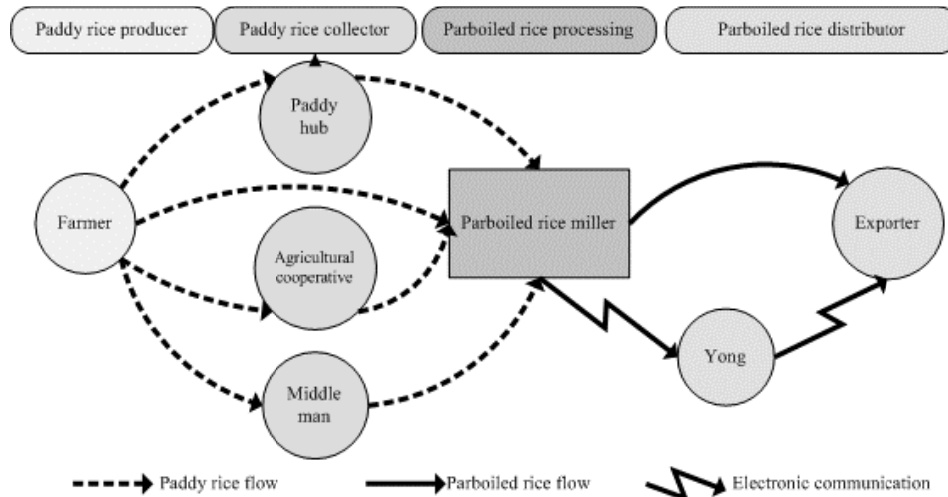 Paddy rice producer
Paddy rice collector
Parboiled rice processing
Parboiled rice distributor
Paddy
hub
Farmer
Parboiled rice miller
Exporter
Agricultural
cooperative
Yong
Middle
man
Paddy rice flow
Parboiled rice flow
Electronic communication